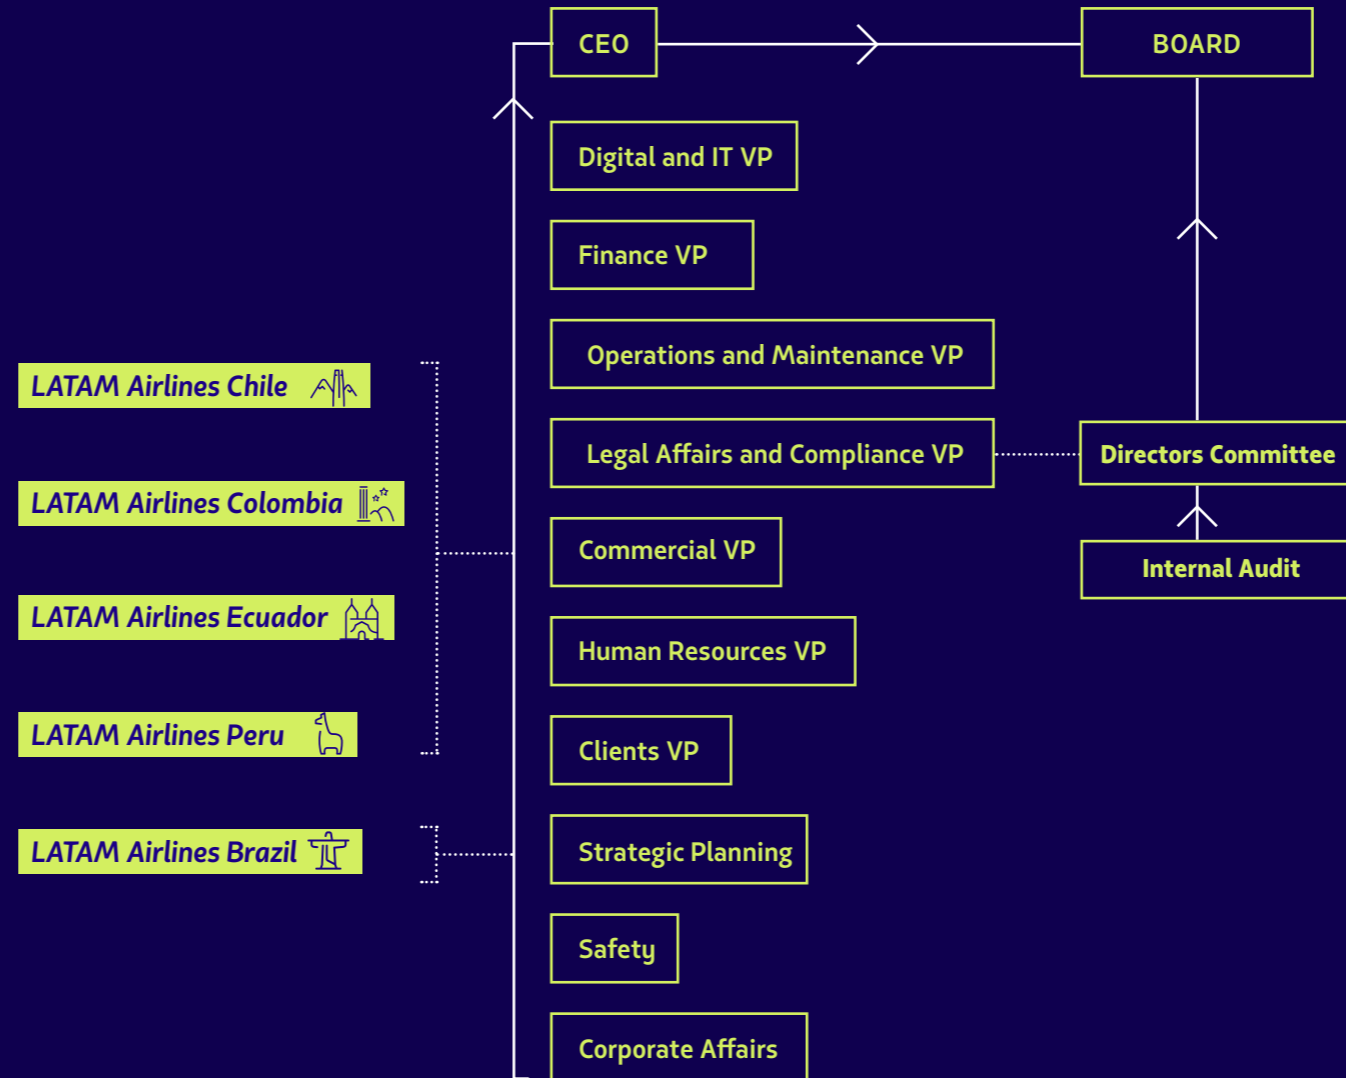 CEO
BOARD
Digital and IT VP
Finance VP
Operations and Maintenance VP
LATAM Airlines Chile
Legal Affairs and Compliance VP
Directors Committee
LATAM Airlines Colombia
Commercial VP
Internal Audit
LATAM Airlines Ecuador
Human Resources VP
LATAM Airlines Peru
Clients VP
LATAM Airlines Brazil
Strategic Planning
Safety
Corporate Affairs